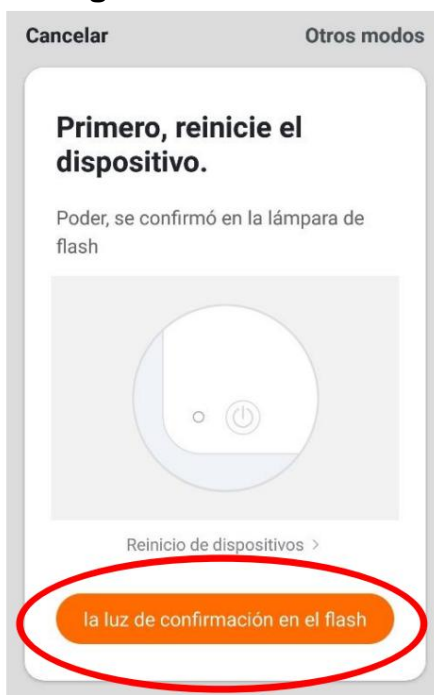 Cancelar
Otros modos
Primero, reinicie el
dispositivo.
Poder, se confirmó en la lámpara de
flash
Reinicio de dispositivos >
la luz de confirmación en el flash